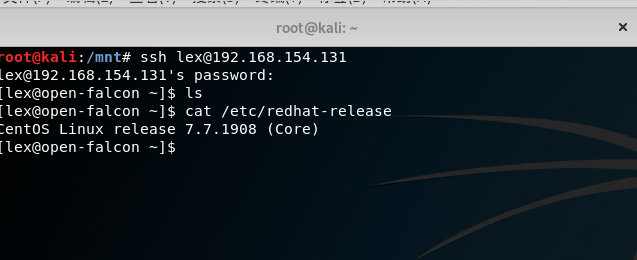 root@kali: ~
root@kali:/mnt# ssh lex@192.168.154.131
lex@192.168.154.131's password:
[lex@open-falcon ~]$ ls
[lex@open-falcon ~]$ cat /etc/redhat-release
CentOS Linux release 7.7.1908 (Core)
[lex@open-falcon ~]$